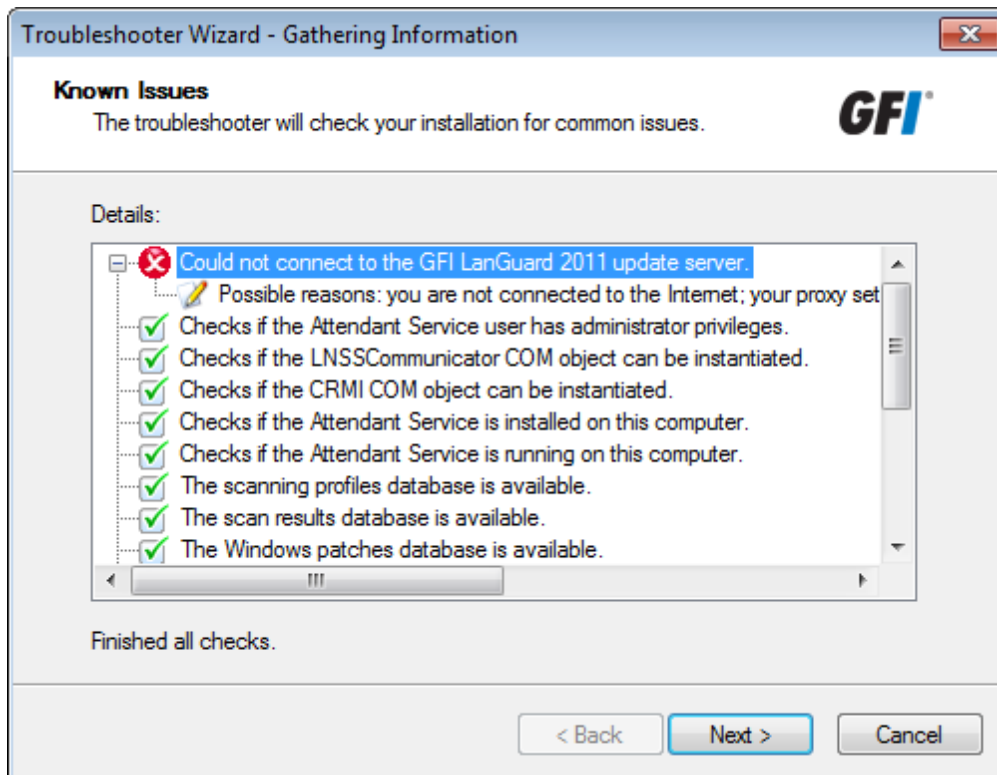 Troubleshooter Wizard - Gathering Information
Known Issues
The troubleshooter will check your installation for common issues.
GFI®
Details:
Could not connect to the GFI LanGuard 2011 update server.
Possible reasons: you are not connected to the Internet; your proxy set
Checks if the Attendant Service user has administrator privileges.
Checks if the LNSSCommunicator COM object can be instantiated.
Checks if the CRMI COM object can be instantiated.
Checks if the Attendant Service is installed on this computer.
Checks if the Attendant Service is running on this computer.
The scanning profiles database is available.
The scan results database is available.
The Windows patches database is available.
Finished all checks.
< Back
Next >
Cancel